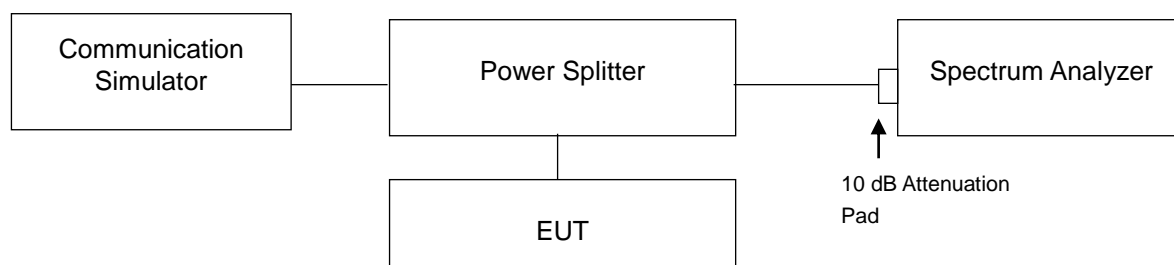 Communication
Simulator
Power Splitter
Spectrum Analyzer
10 dB Attenuation
Pad
EUT